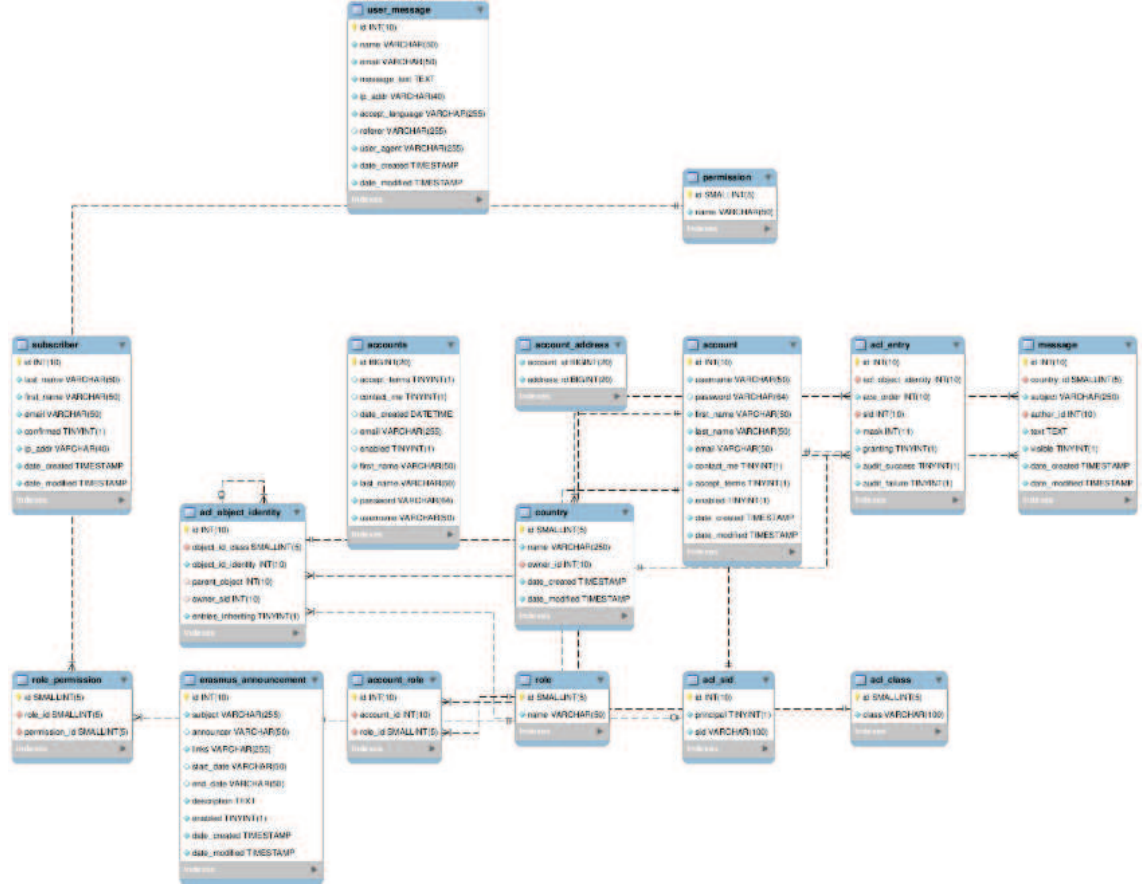 user_message
id INT(10)
name VARCHAR(30)
email VARCHAR(50)
message_text TEXT
ip_addr VARCHAR(40)
accept_language VARCHAR(255)
referer VARCHAR(255)
user_agent VARCHAR(255)
date_created TIMESTAMP
date_modified TIMESTAMP
Indexes
permission
id SMALLINT(5)
name VARCHAR(50)
Indexes
subscriber
id INT(10)
last_name VARCHAR(50)
first_name VARCHAR(50)
email VARCHAR(50)
confirmed TINYINT(1)
ip_addr VARCHAR(40)
date_created TIMESTAMP
date_modified TIMESTAMP
Indexes
accounts
id BIGINT(20)
accept_terms TINYINT(1)
contact_me TINYINT(1)
date_created DATETIME
email VARCHAR(255)
enabled TINYINT(1)
first_name VARCHAR(50)
last_name VARCHAR(50)
password VARCHAR(64)
username VARCHAR(50)
Indexes
account_address
account_id BIGINT(20)
address_id BIGINT(20)
Indexes
account
id INT(10)
username VARCHAR(50)
password VARCHAR(64)
first_name VARCHAR(50)
last_name VARCHAR(50)
email VARCHAR(50)
contact_me TINYINT(1)
accept_terms TINYINT(1)
enabled TINYINT(1)
date_created TIMESTAMP
date_modified TIMESTAMP
Indexes
acl_entry
id INT(10)
acl_object_identity INT(10)
ace_order INT(10)
sid INT(10)
mask INT(11)
granting TINYINT(1)
audit_success TINYINT(1)
audit_failure TINYINT(1)
Indexes
message
id INT(10)
country_id SMALLINT(5)
subject VARCHAR(250)
author_id INT(10)
text TEXT
visible TINYINT(1)
date_created TIMESTAMP
date_modified TIMESTAMP
Indexes
acl_object_identity
id INT(10)
object_id_class SMALLINT(5)
object_id_identity INT(10)
parent_object INT(10)
owner_sid INT(10)
entries_inheriting TINYINT(1)
Indexes
country
id SMALLINT(5)
name VARCHAR(250)
owner_id INT(10)
date_created TIMESTAMP
date_modified TIMESTAMP
Indexes
role_permission
id SMALLINT(5)
role_id SMALLINT(5)
permission_id SMALLINT(5)
Indexes
erasmus_announcement
id INT(10)
subject VARCHAR(255)
announcer VARCHAR(50)
links VARCHAR(255)
start_date VARCHAR(50)
end_date VARCHAR(50)
description TEXT
enabled TINYINT(1)
date_created TIMESTAMP
date_modified TIMESTAMP
Indexes
account_role
account_id INT(10)
role_id SMALLINT(5)
Indexes
role
id SMALLINT(5)
name VARCHAR(50)
Indexes
acl_sid
id INT(10)
principal TINYINT(1)
sid VARCHAR(100)
Indexes
acl_class
id SMALLINT(5)
class VARCHAR(100)
Indexes